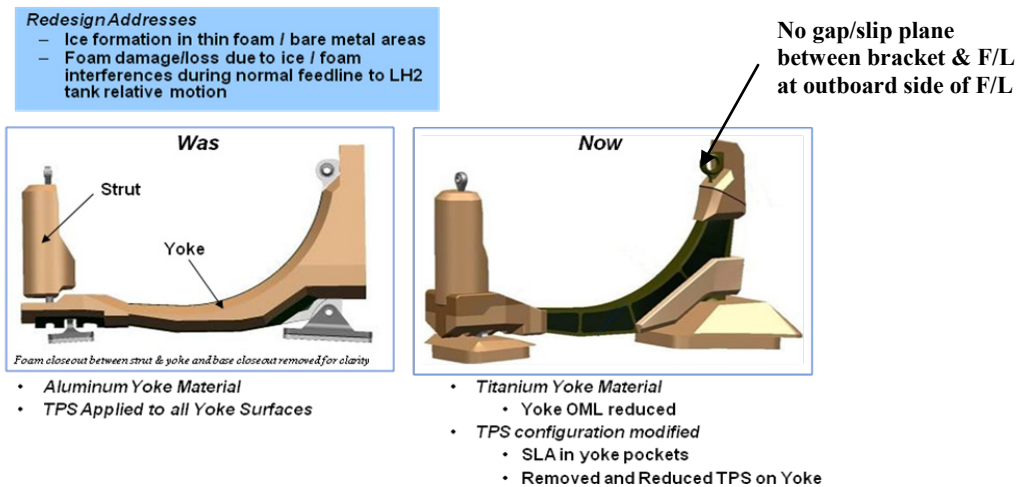 Redesign Addresses
– Ice formation in thin foam / bare metal areas
– Foam damage/loss due to ice / foam
interferences during normal feedline to LH2
tank relative motion
No gap/slip plane
between bracket & F/L
at outboard side of F/L
Was
Strut
Yoke
Foam closeout between strut & yoke and base closeout removed for clarity
• Aluminum Yoke Material
• TPS Applied to all Yoke Surfaces
Now
• Titanium Yoke Material
• Yoke OML reduced
• TPS configuration modified
• SLA in yoke pockets
• Removed and Reduced TPS on Yoke